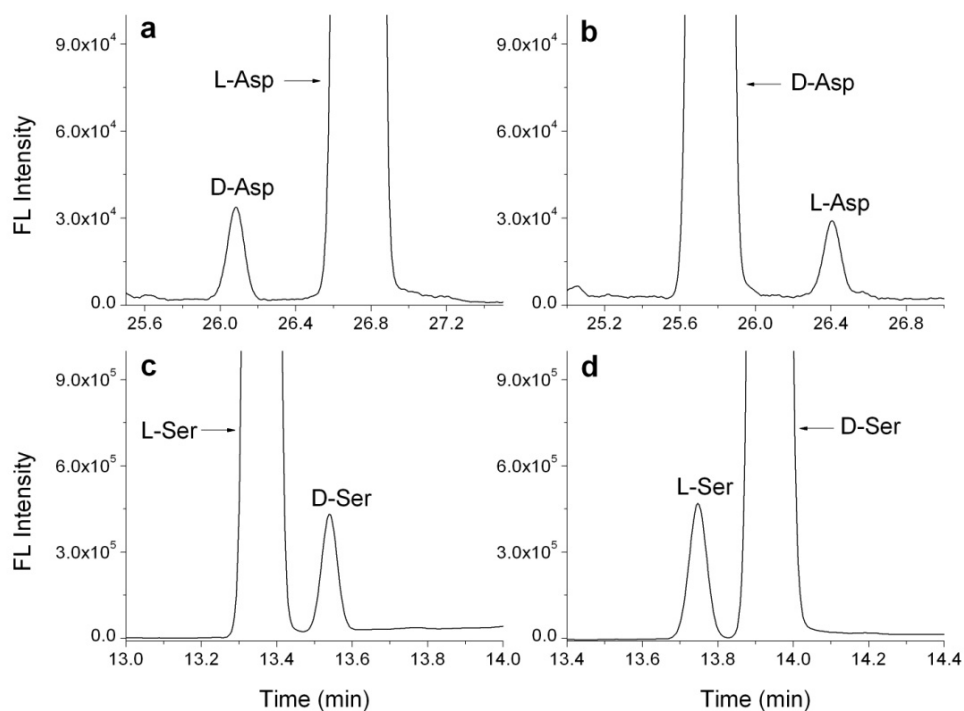 a
9.0x10⁴
L-Asp
6.0x10⁴
D-Asp
3.0x10⁴
0.0
25.6 26.0 26.4 26.8 27.2
FL Intensity
b
9.0x10⁴
D-Asp
6.0x10⁴
L-Asp
3.0x10⁴
0.0
25.2 25.6 26.0 26.4 26.8
c
9.0x10⁵
L-Ser
6.0x10⁵
D-Ser
3.0x10⁵
0.0
13.0 13.2 13.4 13.6 13.8 14.0
FL Intensity
Time (min)
d
9.0x10⁵
D-Ser
6.0x10⁵
L-Ser
3.0x10⁵
0.0
13.4 13.6 13.8 14.0 14.2 14.4
Time (min)